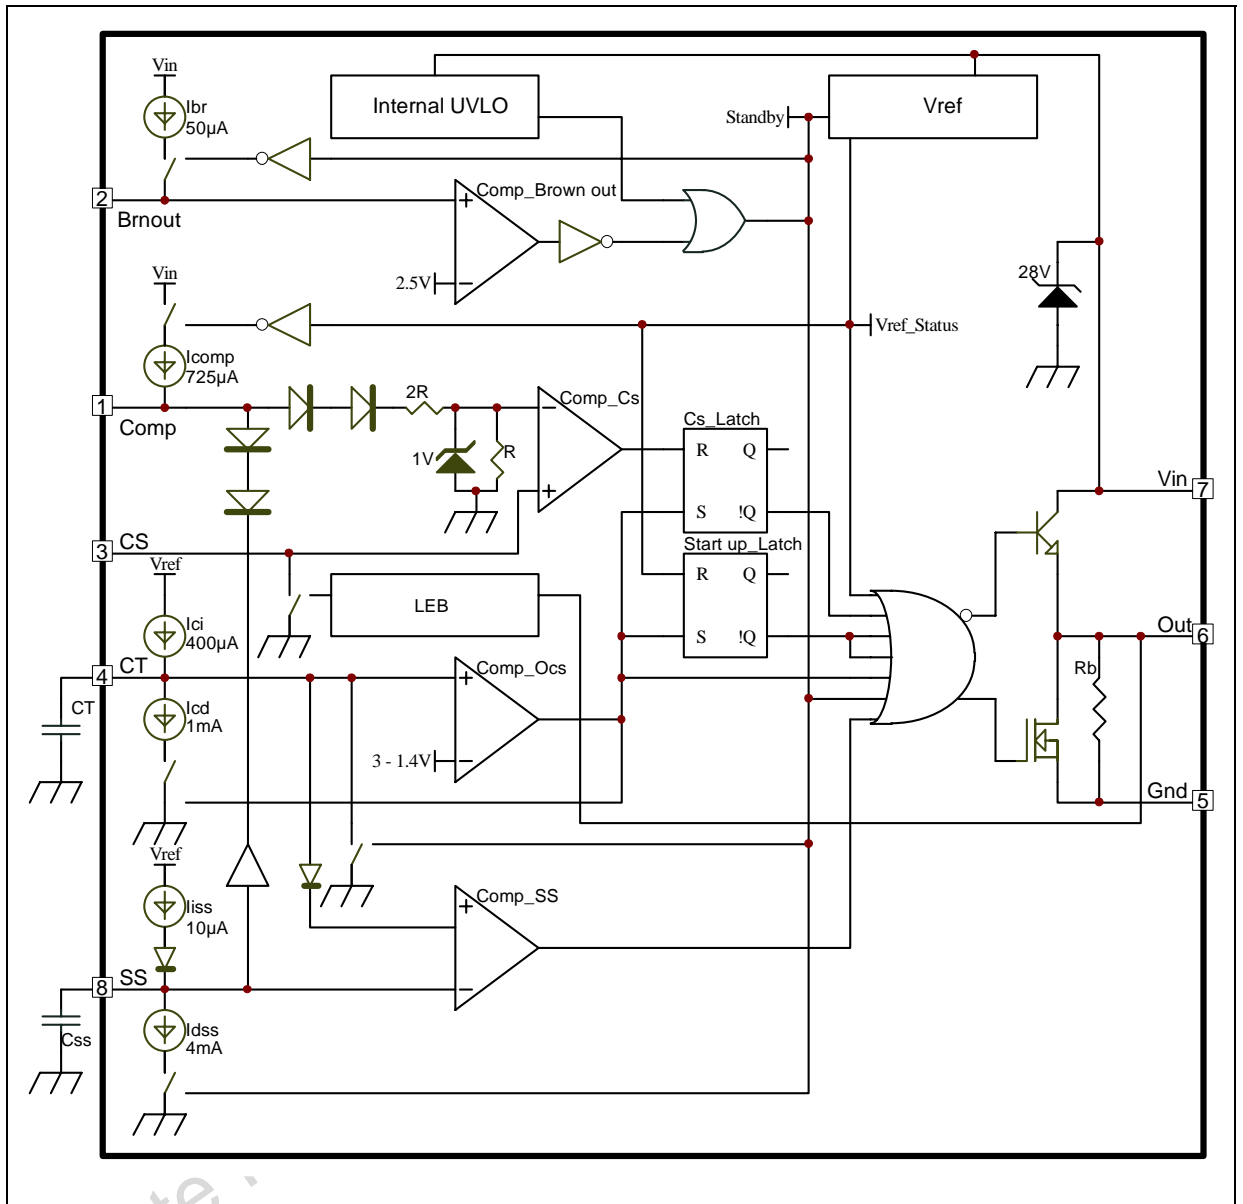 Vin
Ibr
50µA
Internal UVLO
Vref
Standby
2
Brnout
Comp_Brown out
+
2.5V
−
28V
Vin
Vref_Status
Icomp
725µA
1
Comp
2R
−
Comp_Cs
Cs_Latch
1V
R
R Q
+
S !Q
Vin
7
3
CS
Start up_Latch
Vref
R Q
LEB
Ici
400µA
S !Q
Out
6
4
CT
+
Comp_Ocs
Rb
CT
Icd
1mA
3 - 1.4V
−
Gnd
5
Vref
Iiss
10µA
+
Comp_SS
8
SS
−
Css
Idss
4mA